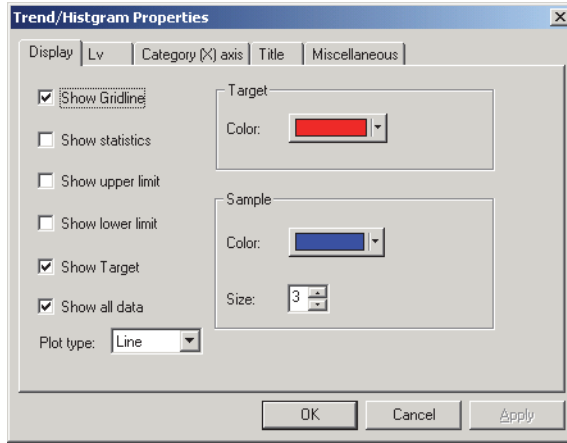 Trend/Histgram Properties
Display Lv Category (X) axis Title Miscellaneous
Show Gridline
Show statistics
Show upper limit
Show lower limit
Show Target
Show all data
Plot type: Line
Target
Color:
Sample
Color:
Size: 3
OK Cancel Apply